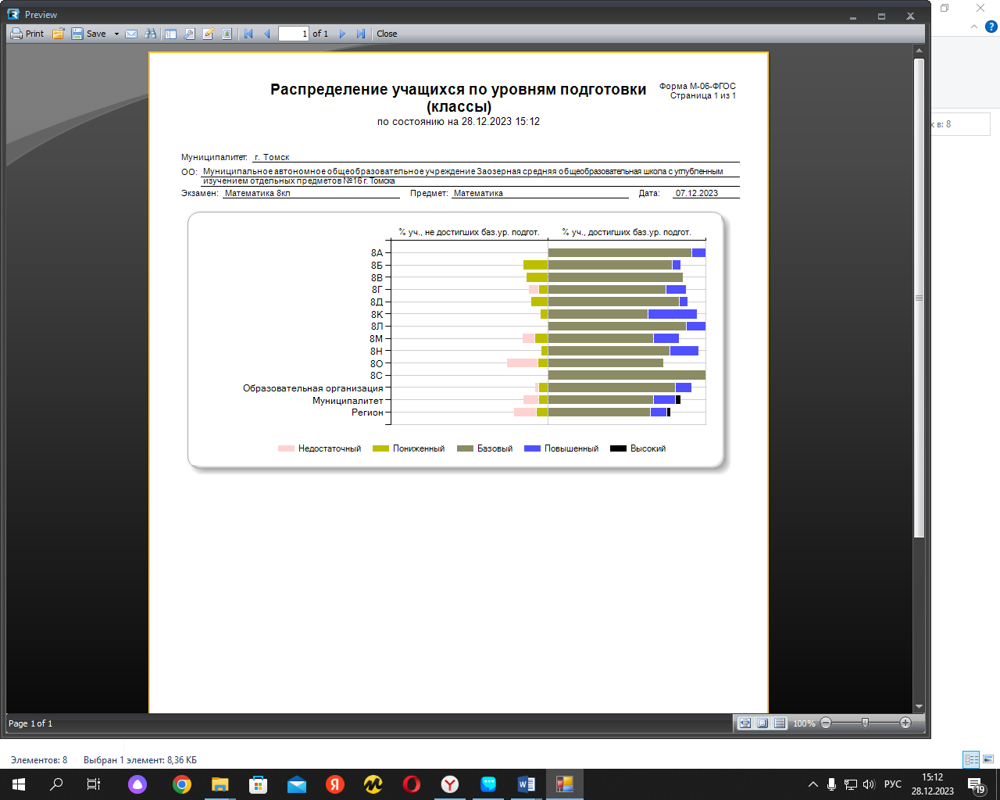 Preview
Print Save 1 of 1 Close
Распределение учащихся по уровням подготовки
(классы)
по состоянию на 28.12.2023 15:12
Форма М-06-ФГОС
Страница 1 из 1
к в: 8
Муниципалитет: г. Томск
ОО: Муниципальное автономное общеобразовательное учреждение Заозерная средняя общеобразовательная школа с углубленным
изучением отдельных предметов №16 г. Томска
Экзамен: Математика 8кл Предмет: Математика Дата: 07.12.2023
% уч., не достигших баз.ур. подгот. % уч., достигших баз.ур. подгот.
8А
8Б
8В
8Г
8Д
8К
8Л
8М
8Н
8О
8С
Образовательная организация
Муниципалитет
Регион
Недостаточный Пониженный Базовый Повышенный Высокий
Page 1 of 1 100%
Элементов: 8 Выбран 1 элемент: 8,36 КБ
РУС 15:12
28.12.2023 19